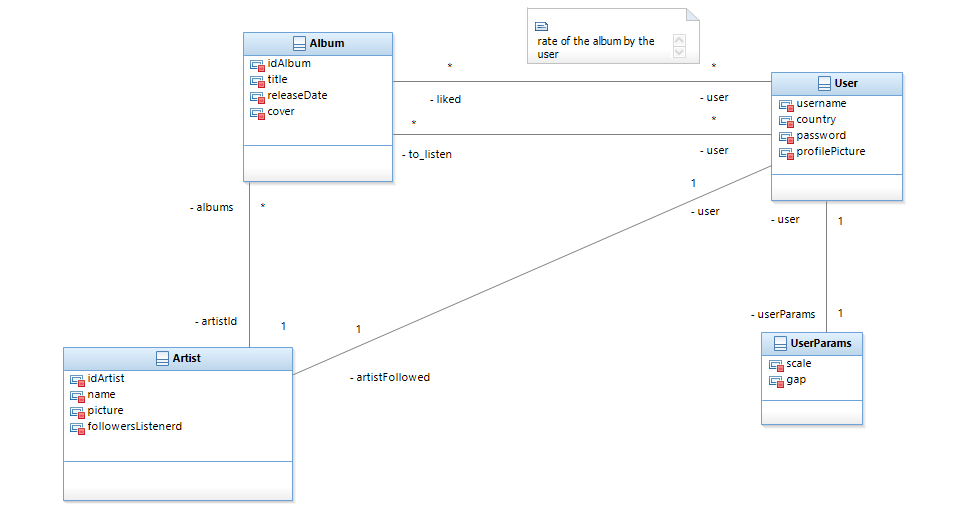 rate of the album by the
user
Album
idAlbum
title
releaseDate
cover
* *
- liked - user
* *
- to_listen - user
User
username
country
password
profilePicture
- albums *
1
- user
- user 1
- artistId 1
1
- artistFollowed
- userParams 1
Artist
idArtist
name
picture
followersListenerd
UserParams
scale
gap